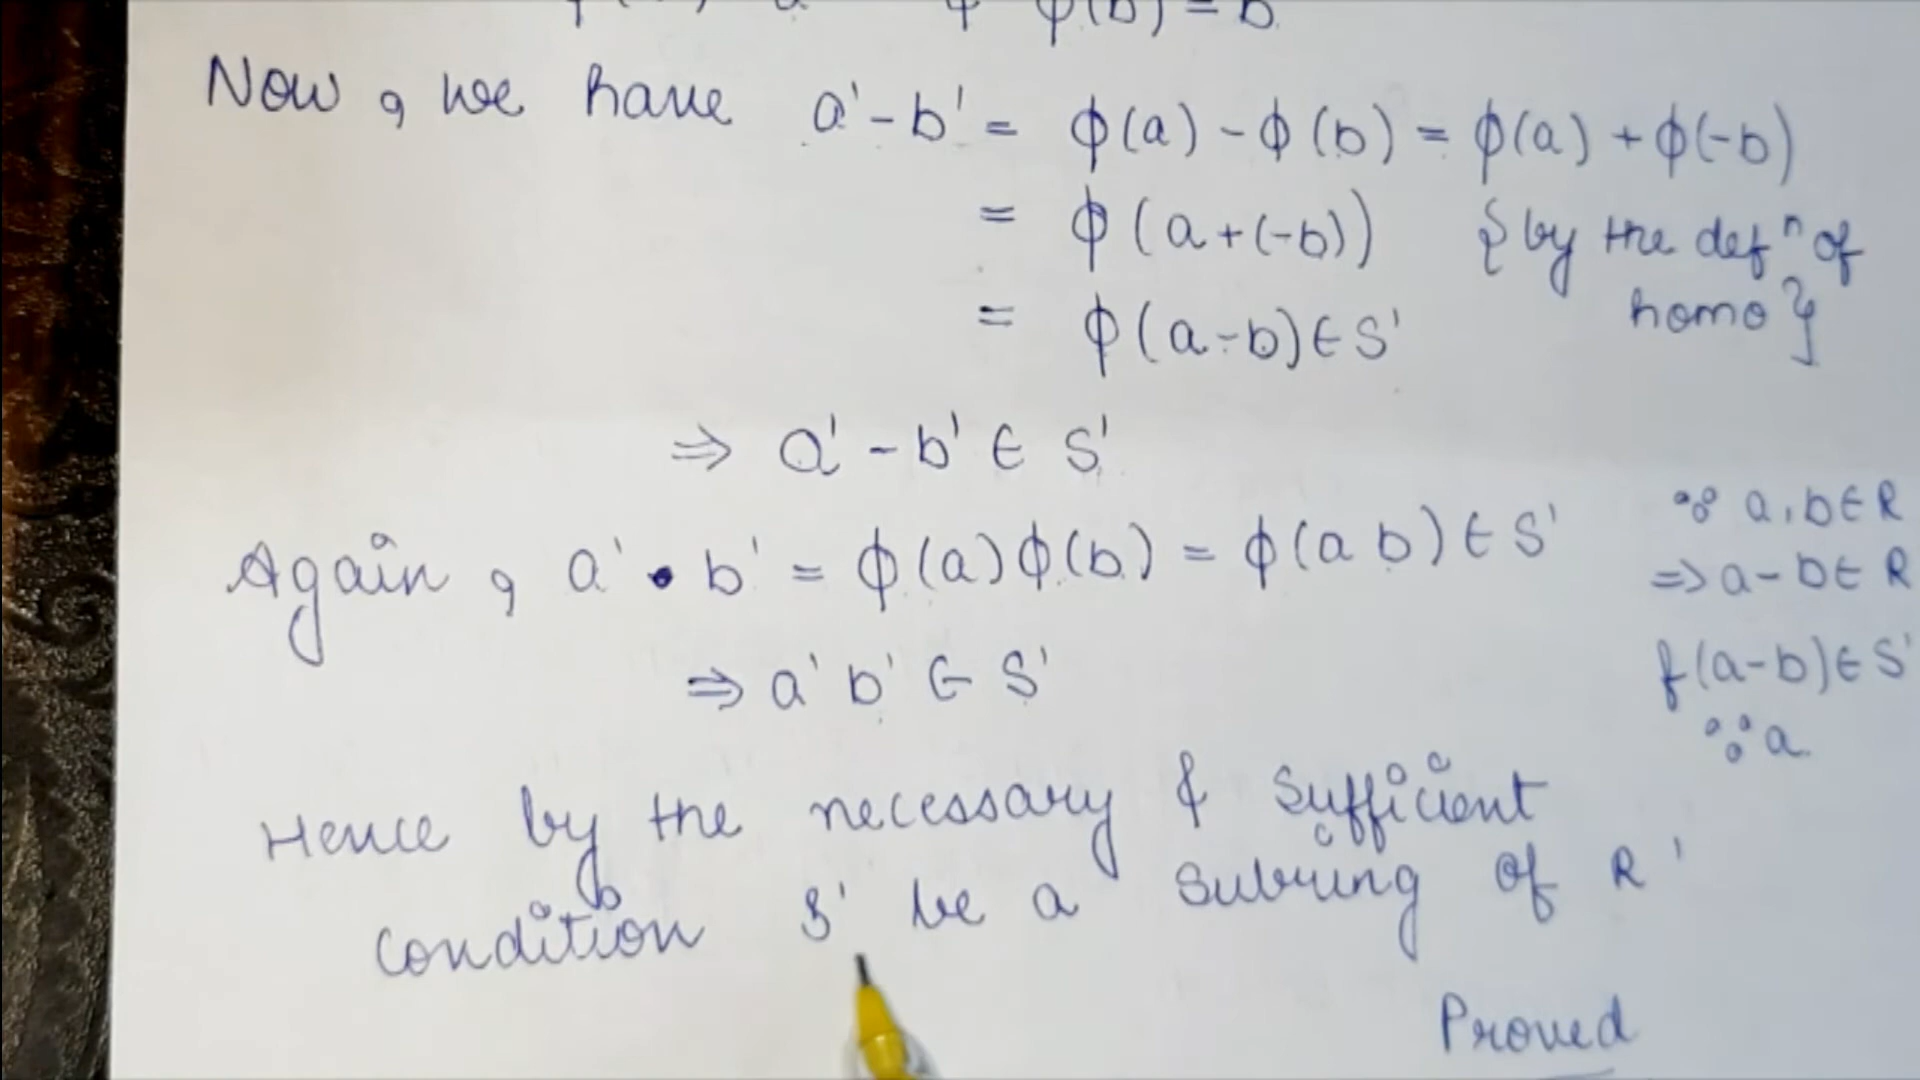 φ(b) = b
Now, we have a' - b' = φ(a) - φ(b) = φ(a) + φ(-b)
= φ(a+(-b)) {by the defⁿ of
homo}
= φ(a-b) ∈ S'
⇒ a' - b' ∈ S'
Again, a' • b' = φ(a)φ(b) = φ(a b) ∈ S'
⇒ a' b' ∈ S'
∵ a, b ∈ R
⇒ a - b ∈ R
f(a-b) ∈ S'
∵ a
Hence by the necessary & sufficient
condition S' be a subring of R'
Proved